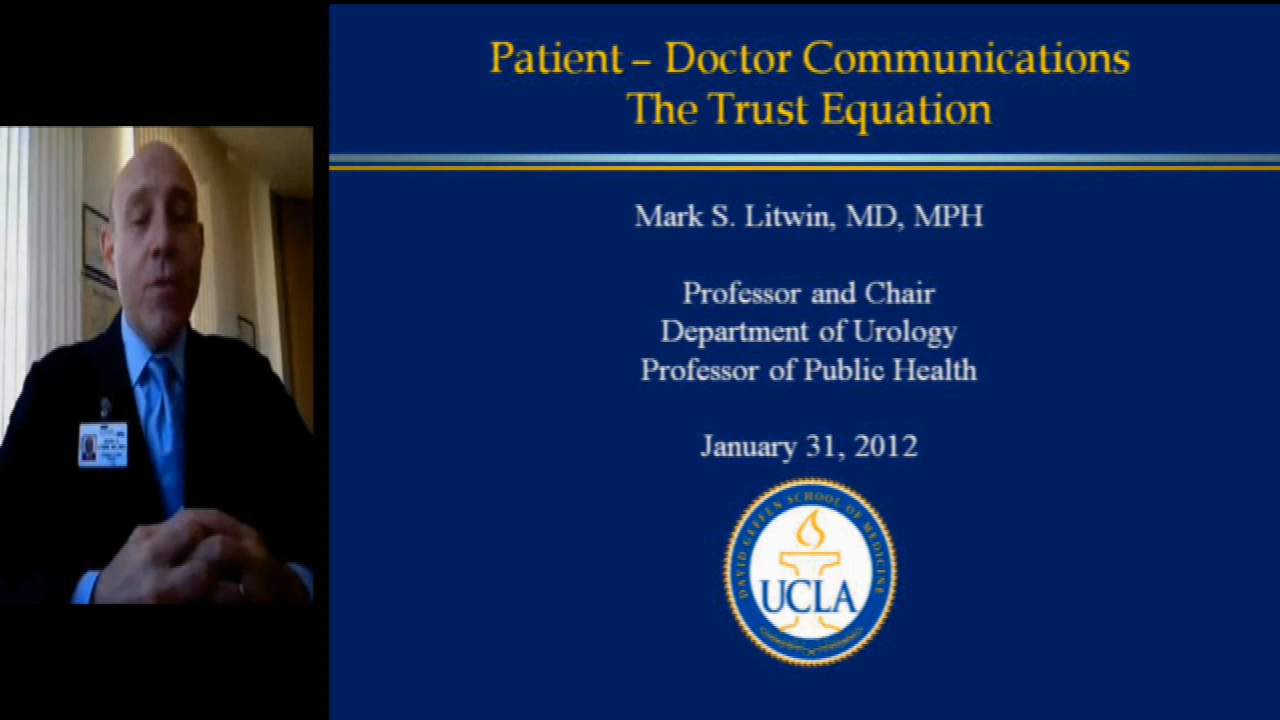 Patient – Doctor Communications
The Trust Equation
Mark S. Litwin, MD, MPH
Professor and Chair
Department of Urology
Professor of Public Health
January 31, 2012
DAVID GEFFEN SCHOOL OF MEDICINE
UCLA